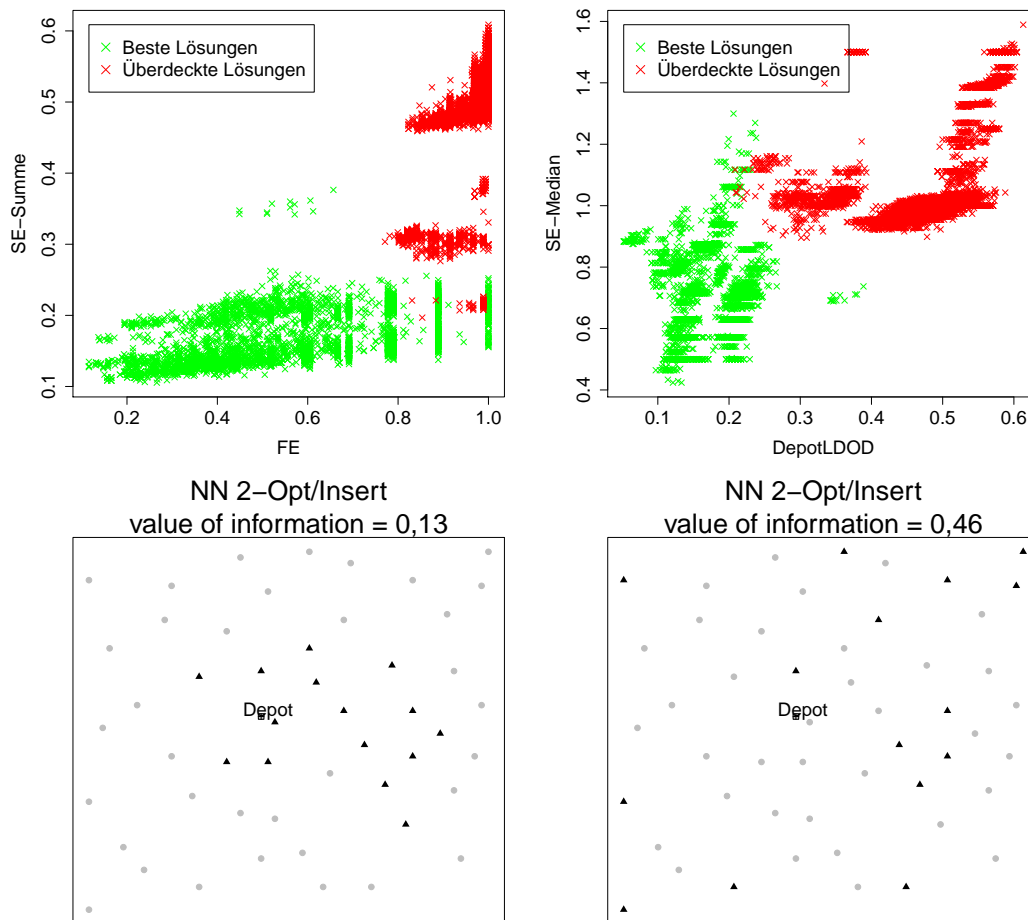 × Beste Lösungen
× Überdeckte Lösungen
SE−Summe
0.6
0.5
0.4
0.3
0.2
0.1
0.2 0.4 0.6 0.8 1.0
FE
× Beste Lösungen
× Überdeckte Lösungen
SE−Median
1.6
1.4
1.2
1.0
0.8
0.6
0.4
0.1 0.2 0.3 0.4 0.5 0.6
DepotLDOD
NN 2−Opt/Insert
value of information = 0,13
Depot
NN 2−Opt/Insert
value of information = 0,46
Depot